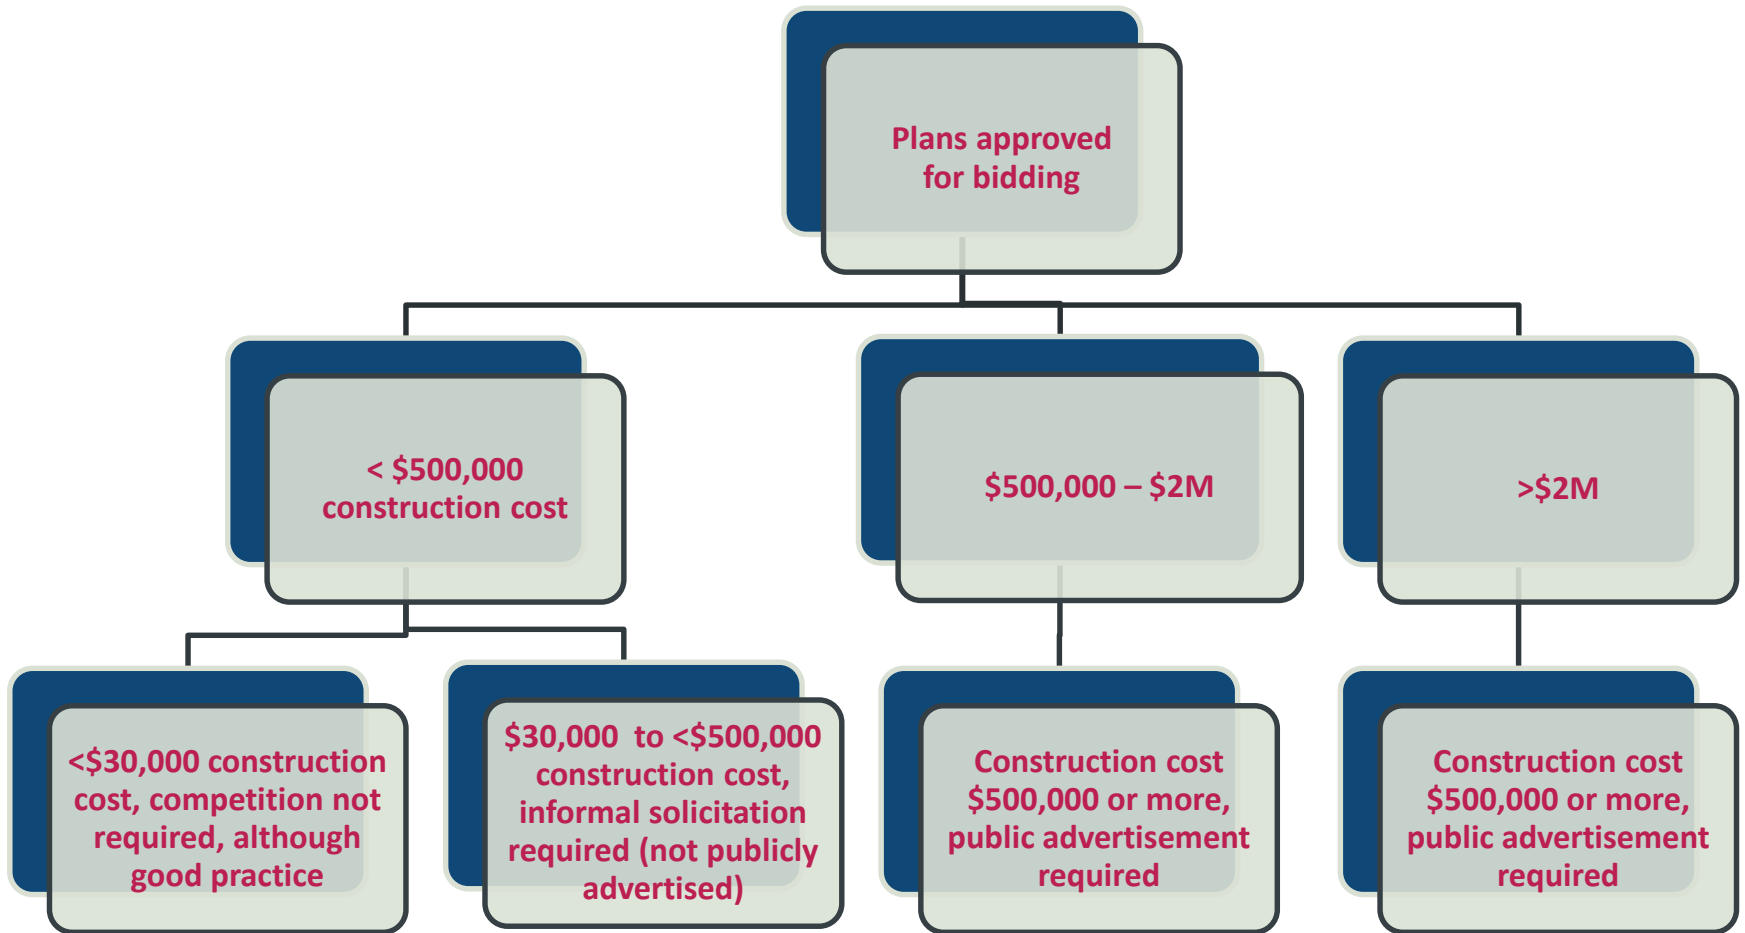 Plans approved
for bidding
< $500,000
construction cost
$500,000 – $2M
>$2M
<$30,000 construction
cost, competition not
required, although
good practice
$30,000  to <$500,000
construction cost,
informal solicitation
required (not publicly
advertised)
Construction cost
$500,000 or more,
public advertisement
required
Construction cost
$500,000 or more,
public advertisement
required